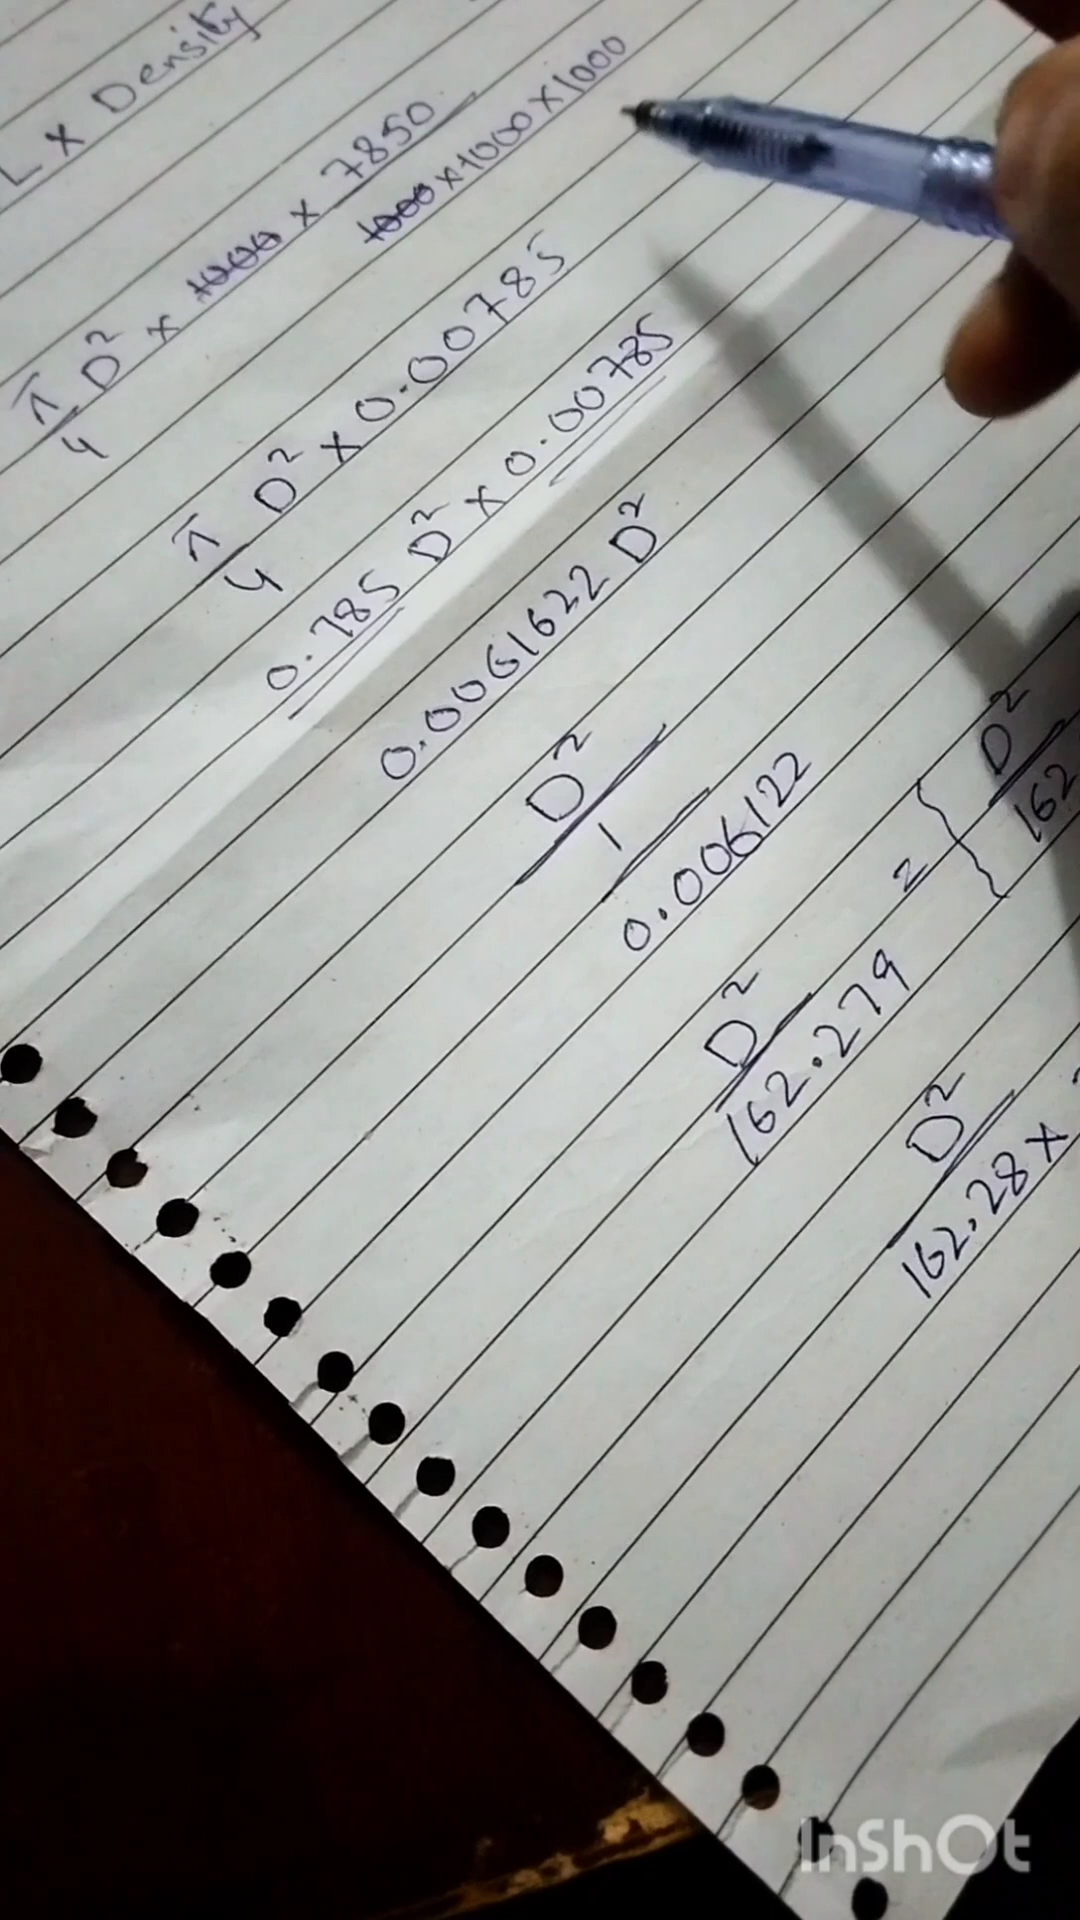 L × Density
π/4 D² × 1000 × 7850/1000×1000×1000
π/4 D² × 0.00785
0.785 D² × 0.00785
0.0061622 D²
D²
1
0.006122
D²/162.279 = { D²/162
D²/162.28 ×
InShOt